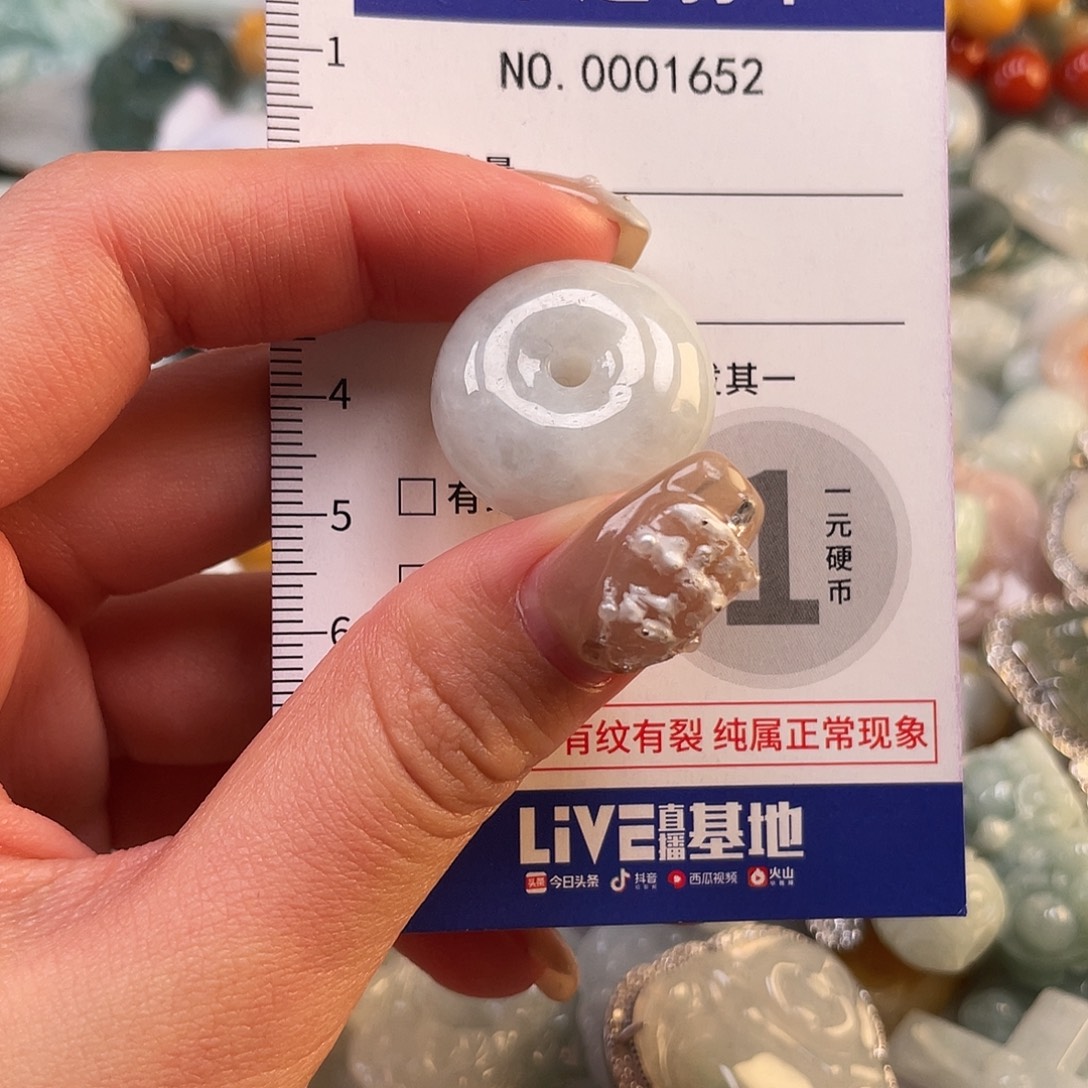 1
NO.0001652
4
其一
□有
5
6
1
一元硬币
有纹有裂 纯属正常现象
LiVE直播基地
头条 今日头条 抖音 西瓜视频 火山